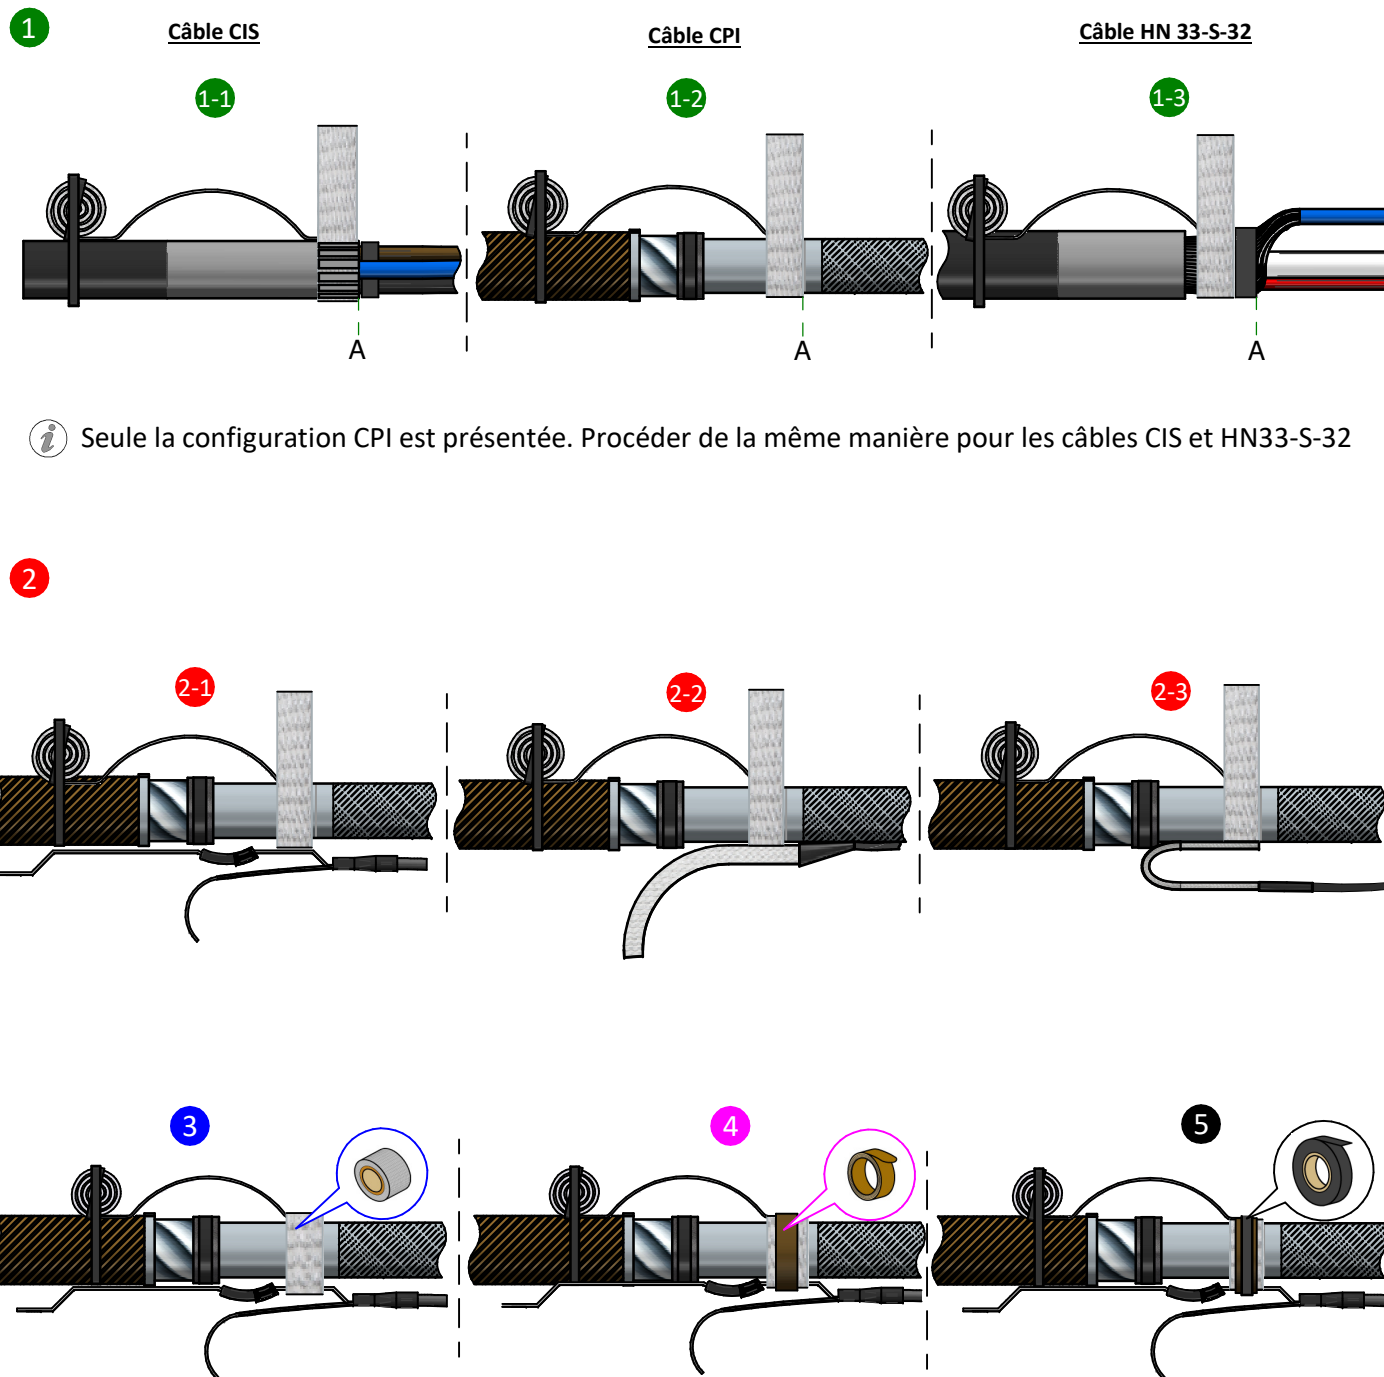 1
Câble CIS
Câble CPI
Câble HN 33-S-32
1-1
1-2
1-3
A
A
A
i Seule la configuration CPI est présentée. Procéder de la même manière pour les câbles CIS et HN33-S-32
2
2-1
2-2
2-3
3
4
5